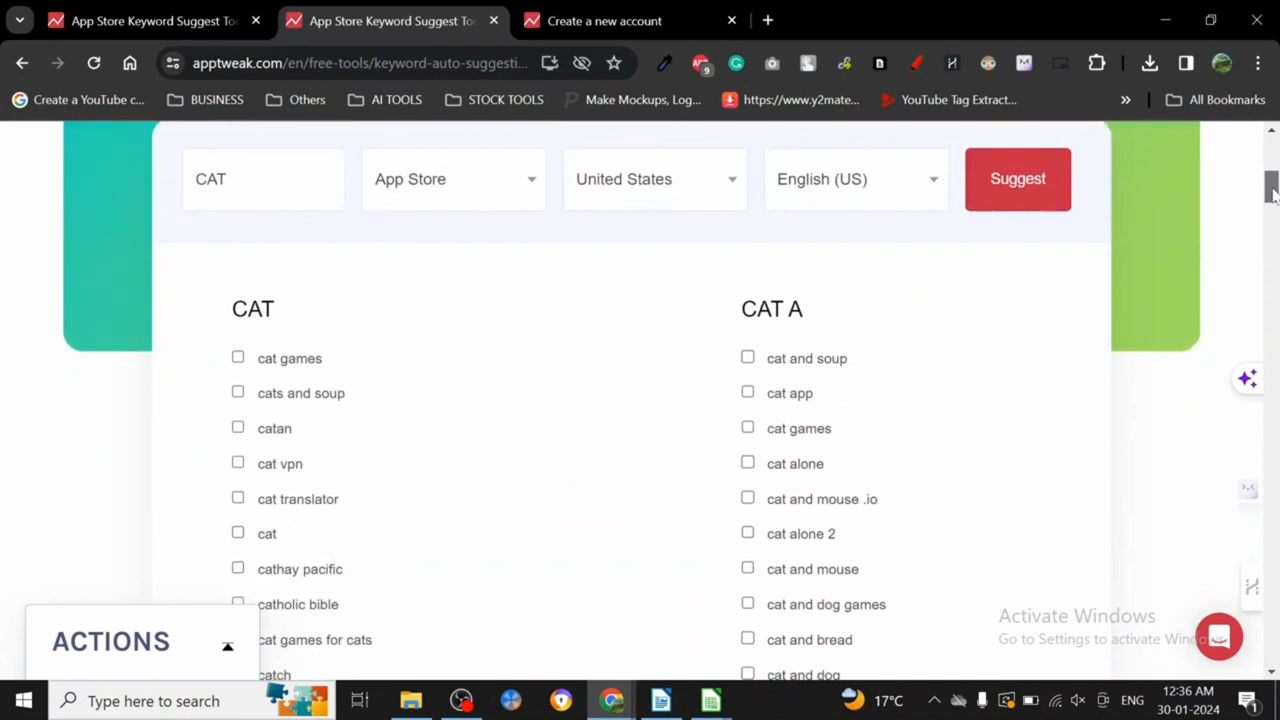 App Store Keyword Suggest To
App Store Keyword Suggest To
Create a new account
apptweak.com/en/free-tools/keyword-auto-suggesti...
9
Create a YouTube c...
BUSINESS
Others
AI TOOLS
STOCK TOOLS
Make Mockups, Log...
https://www.y2mate...
YouTube Tag Extract...
All Bookmarks
CAT
App Store
United States
English (US)
Suggest
CAT
cat games
cats and soup
catan
cat vpn
cat translator
cat
cathay pacific
catholic bible
cat games for cats
catch
CAT A
cat and soup
cat app
cat games
cat alone
cat and mouse .io
cat alone 2
cat and mouse
cat and dog games
cat and bread
cat and dog
ACTIONS
Activate Windows
Go to Settings to activate Windows.
Type here to search
17°C
ENG
12:36 AM
30-01-2024
1